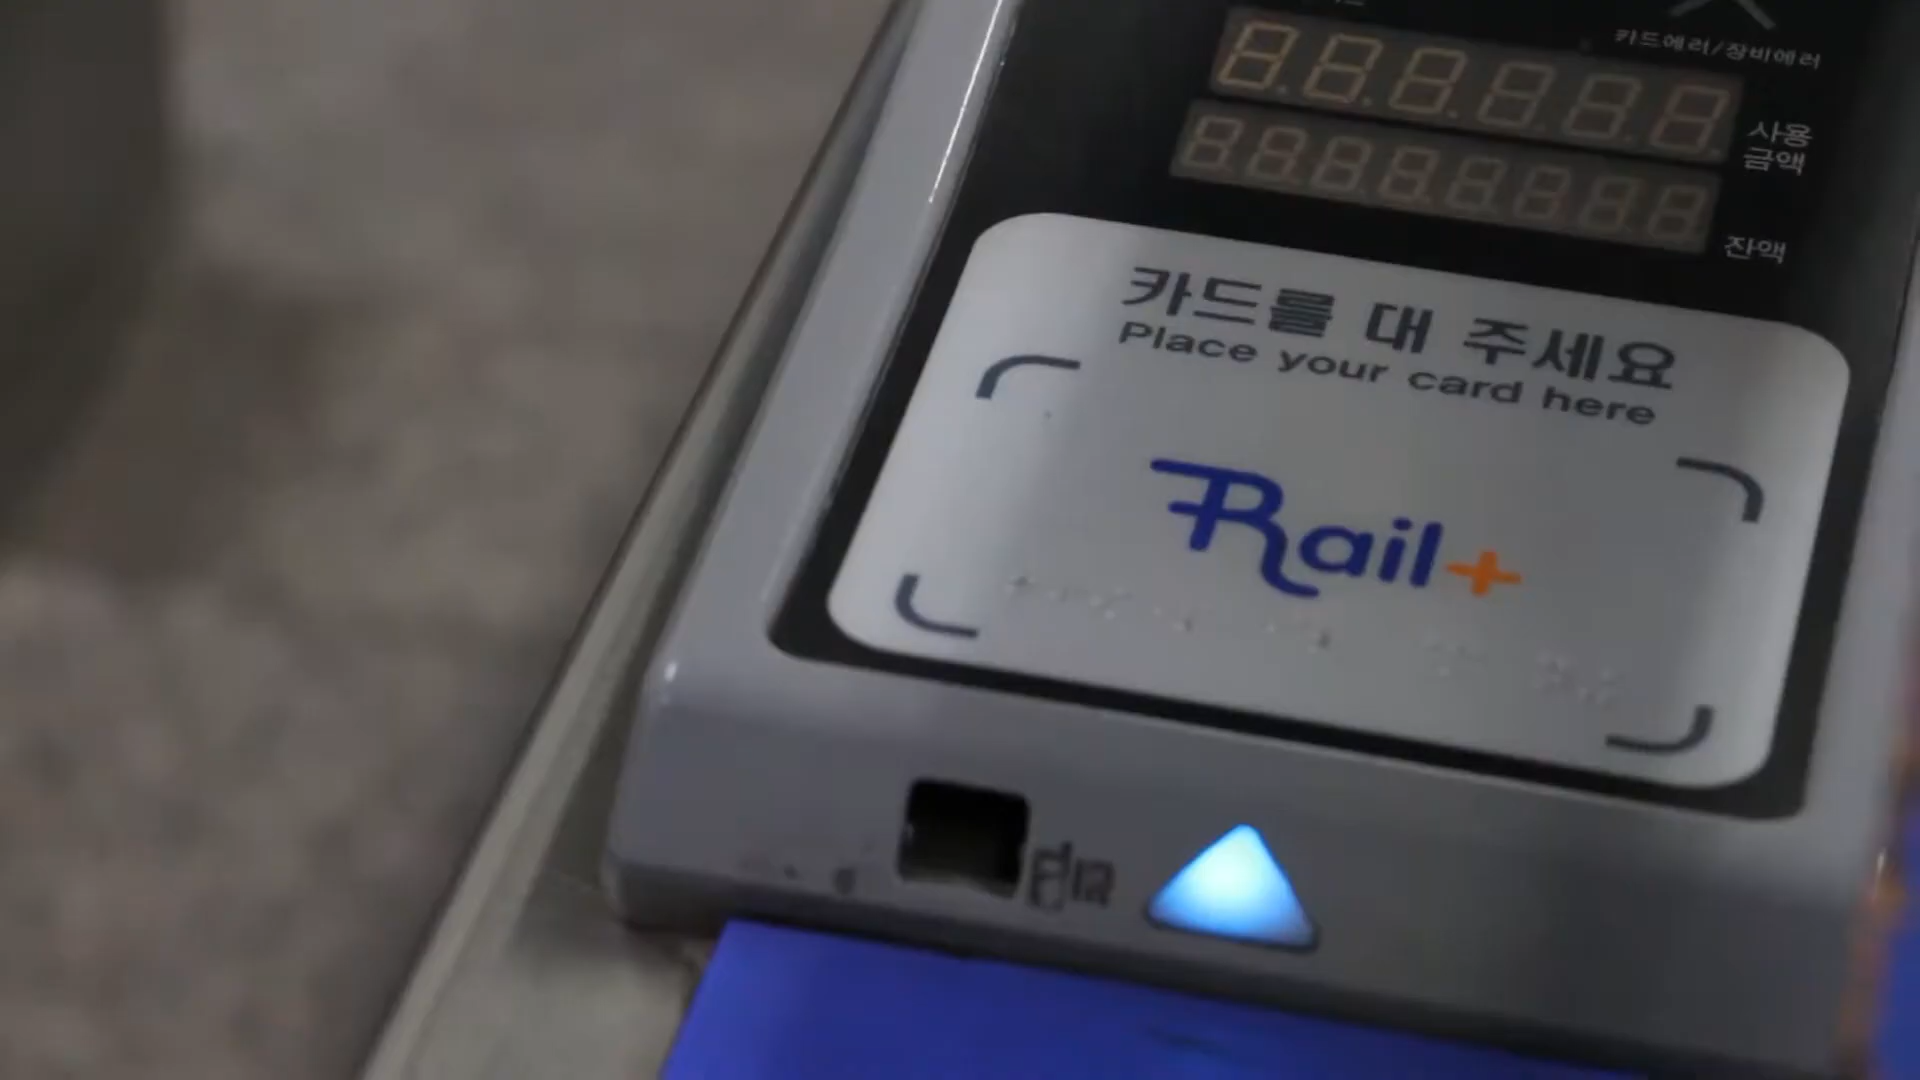 카드에러/장비에러
사용
금액
잔액
카드를 대 주세요
Place your card here
Rail+